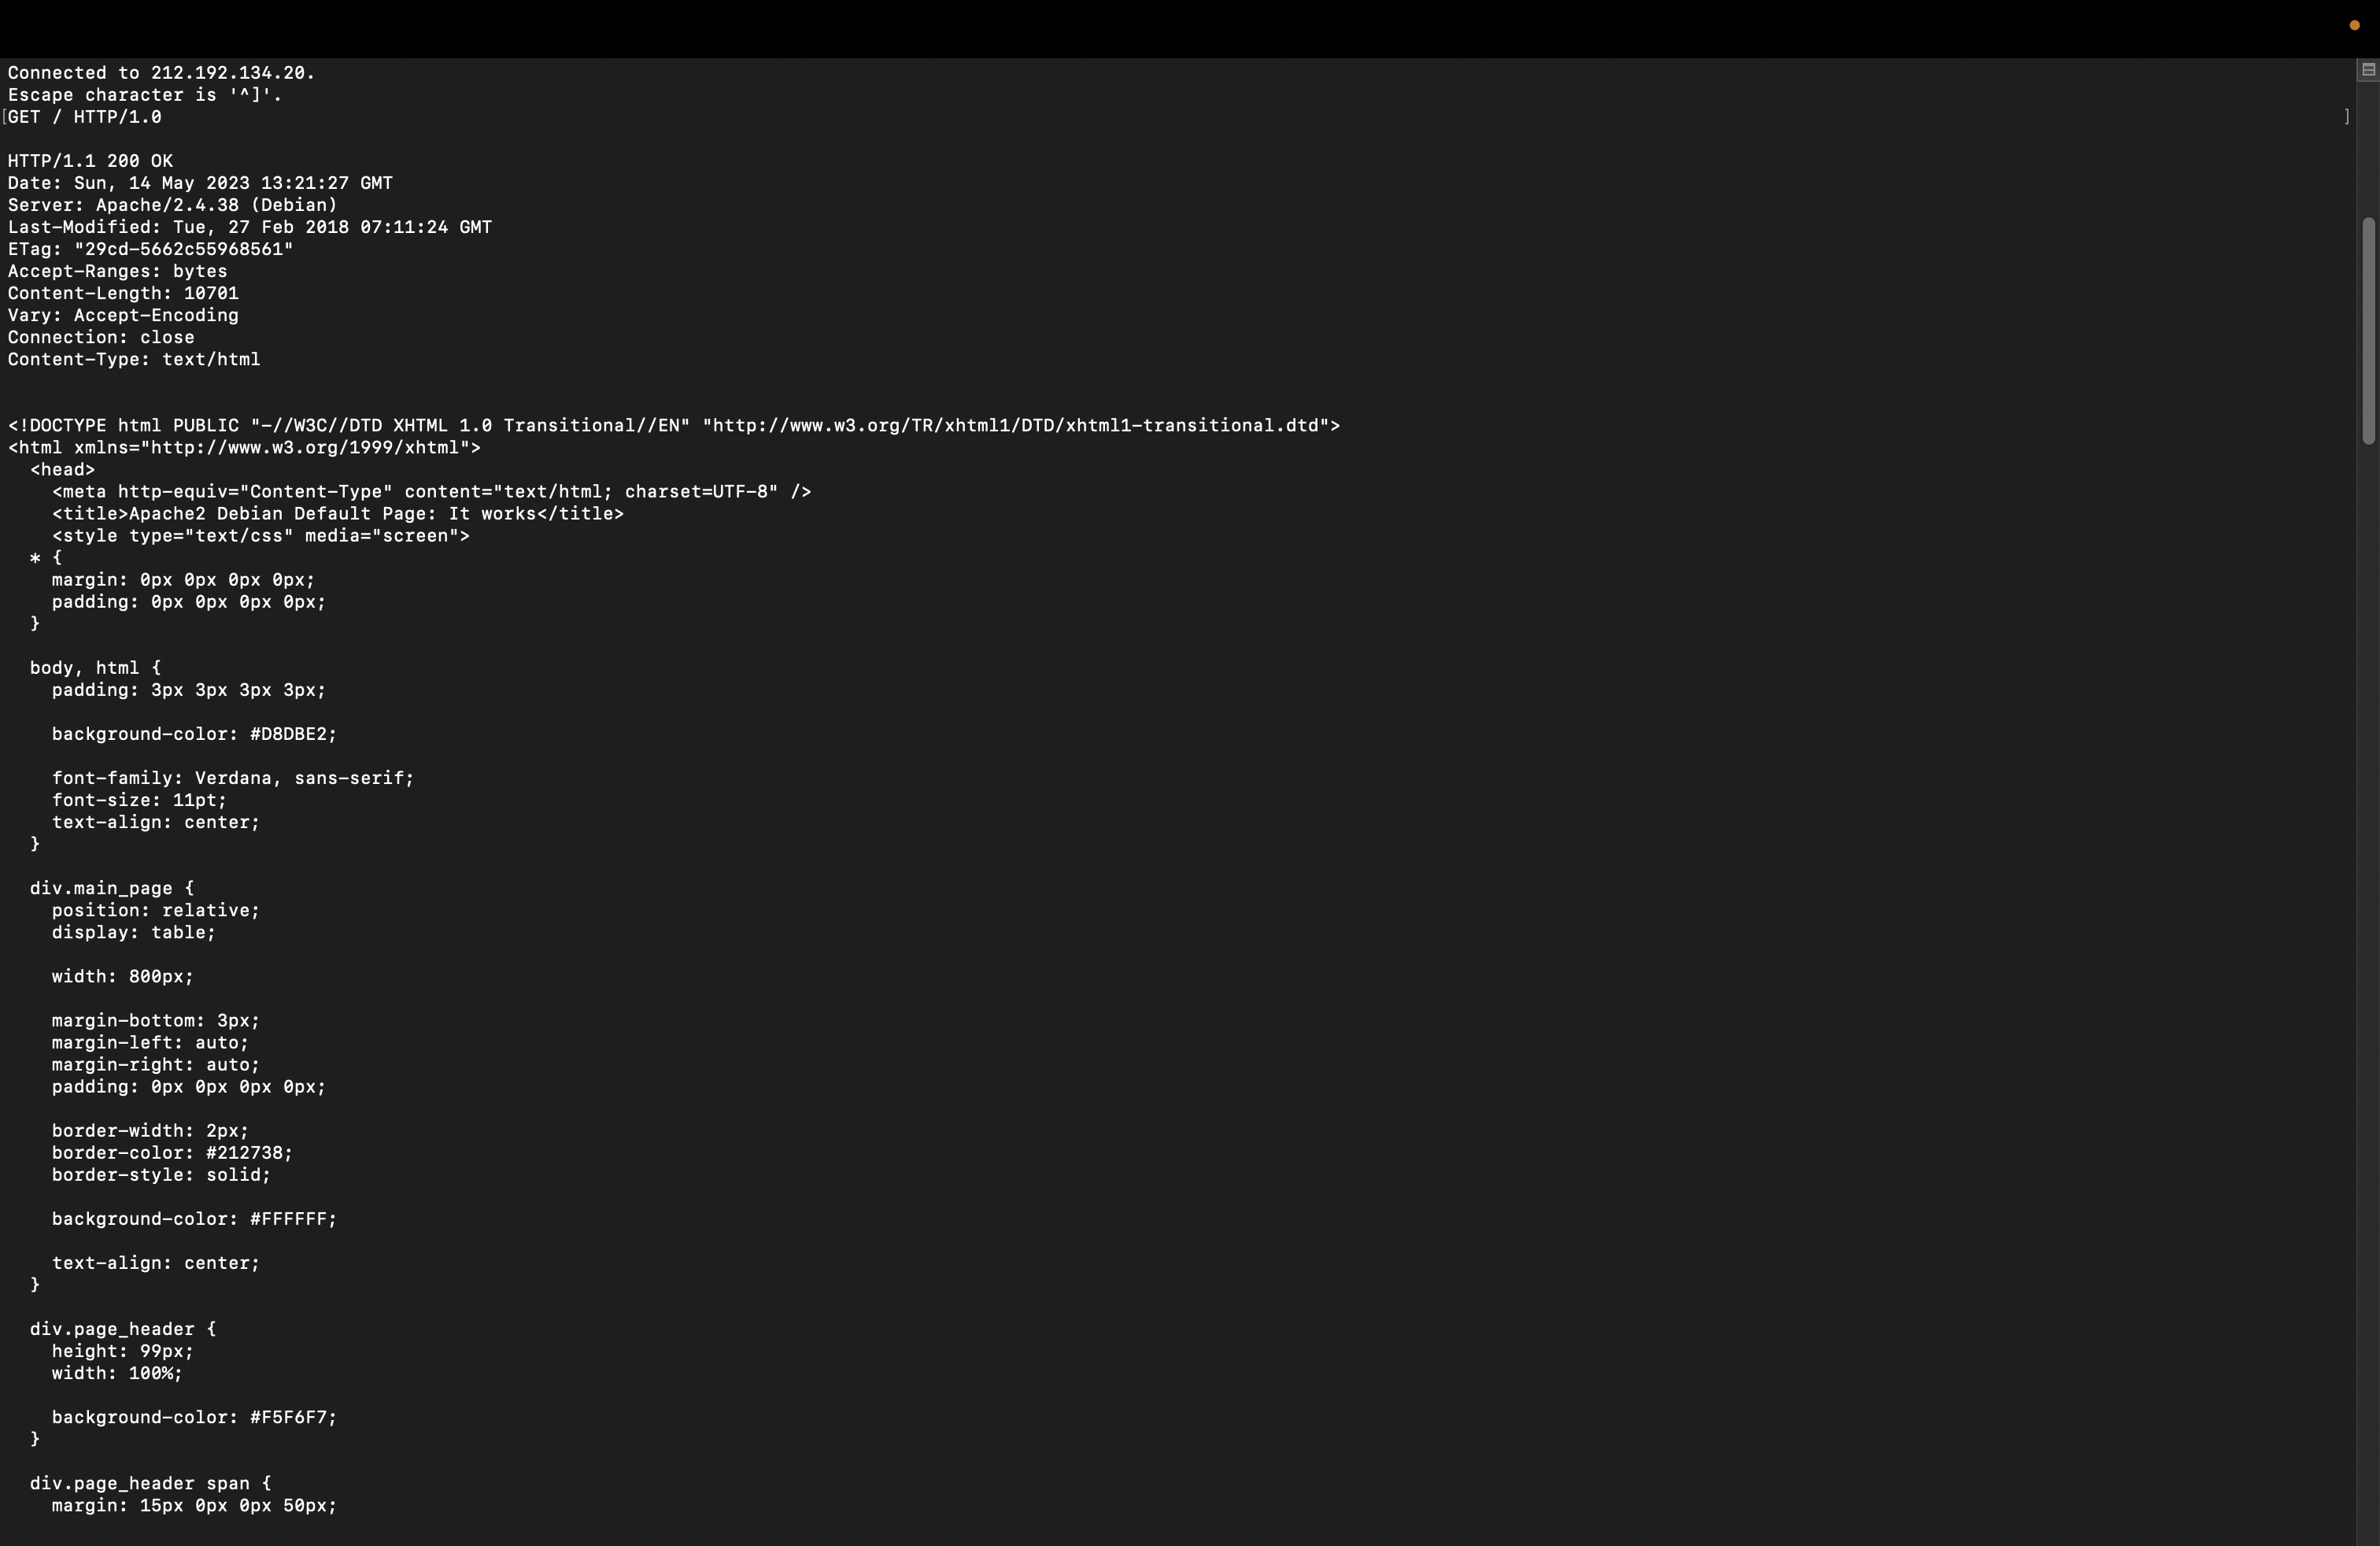 Connected to 212.192.134.20.
Escape character is '^]'.
[GET / HTTP/1.0 ]
HTTP/1.1 200 OK
Date: Sun, 14 May 2023 13:21:27 GMT
Server: Apache/2.4.38 (Debian)
Last-Modified: Tue, 27 Feb 2018 07:11:24 GMT
ETag: "29cd-5662c55968561"
Accept-Ranges: bytes
Content-Length: 10701
Vary: Accept-Encoding
Connection: close
Content-Type: text/html
<!DOCTYPE html PUBLIC "-//W3C//DTD XHTML 1.0 Transitional//EN" "http://www.w3.org/TR/xhtml1/DTD/xhtml1-transitional.dtd">
<html xmlns="http://www.w3.org/1999/xhtml">
<head>
<meta http-equiv="Content-Type" content="text/html; charset=UTF-8" />
<title>Apache2 Debian Default Page: It works</title>
<style type="text/css" media="screen">
* {
margin: 0px 0px 0px 0px;
padding: 0px 0px 0px 0px;
}
body, html {
padding: 3px 3px 3px 3px;
background-color: #D8DBE2;
font-family: Verdana, sans-serif;
font-size: 11pt;
text-align: center;
}
div.main_page {
position: relative;
display: table;
width: 800px;
margin-bottom: 3px;
margin-left: auto;
margin-right: auto;
padding: 0px 0px 0px 0px;
border-width: 2px;
border-color: #212738;
border-style: solid;
background-color: #FFFFFF;
text-align: center;
}
div.page_header {
height: 99px;
width: 100%;
background-color: #F5F6F7;
}
div.page_header span {
margin: 15px 0px 0px 50px;